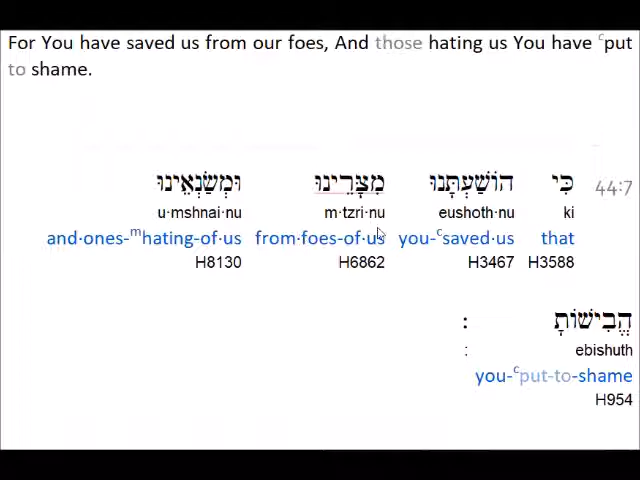 For You have saved us from our foes, And those hating us You have ᶜput
to shame.
44:7 כִּי הוֹשַׁעְתָּנוּ מִצָּרֵינוּ וּמְשַׂנְאֵינוּ
u·mshnai·nu m·tzri·nu eushoth·nu ki
and·ones-ᵐhating-of·us from·foes-of·us you-ᶜsaved·us that
H8130 H6862 H3467 H3588
הֱבִישׁוֹתָ :
: ebishuth
you-ᶜput-to-shame
H954